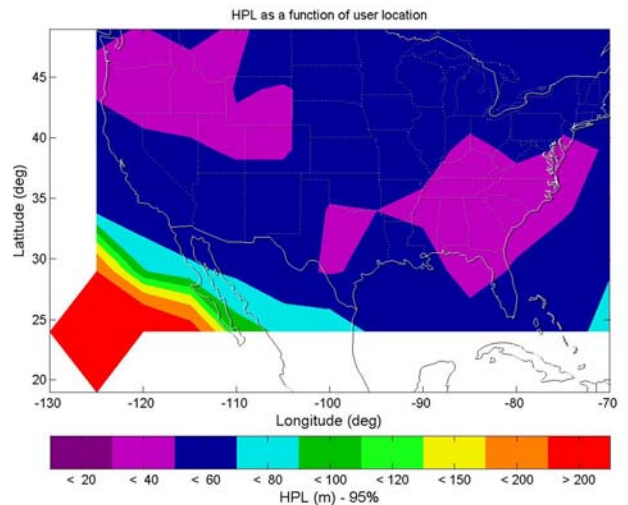 HPL as a function of user location
45
40
35
30
25
20
Latitude (deg)
-130 -120 -110 -100 -90 -80 -70
Longitude (deg)
< 20 < 40 < 60 < 80 < 100 < 120 < 150 < 200 > 200
HPL (m) - 95%